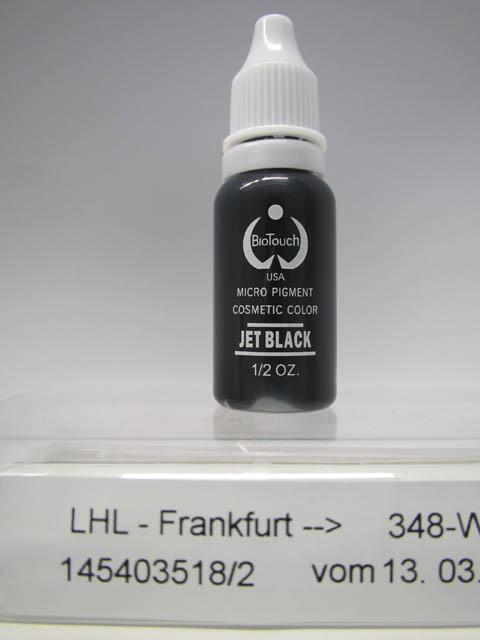 BIOTOUCH
USA
MICRO PIGMENT
COSMETIC COLOR
JET BLACK
1/2 OZ.
LHL - Frankfurt --> 348-W
145403518/2 vom 13. 03.